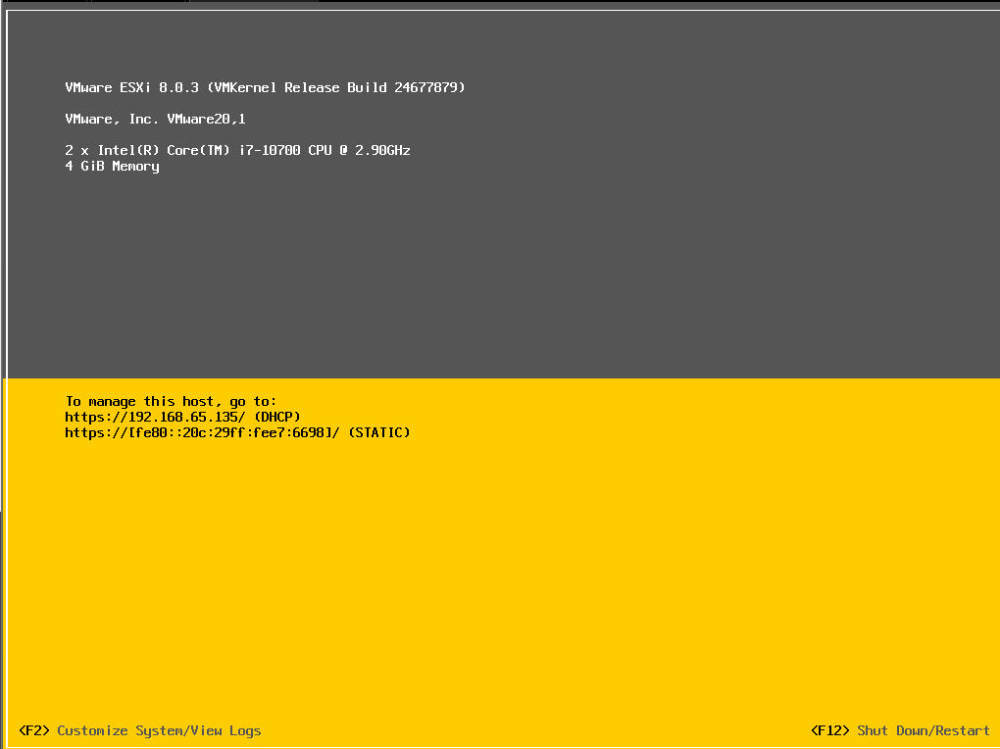 VMware ESXi 8.0.3 (VMKernel Release Build 24677879)
VMware, Inc. VMware20,1
2 x Intel(R) Core(TM) i7-10700 CPU @ 2.90GHz
4 GiB Memory
To manage this host, go to:
https://192.168.65.135/ (DHCP)
https://[fe80::20c:29ff:fee7:6698]/ (STATIC)
<F2> Customize System/View Logs
<F12> Shut Down/Restart